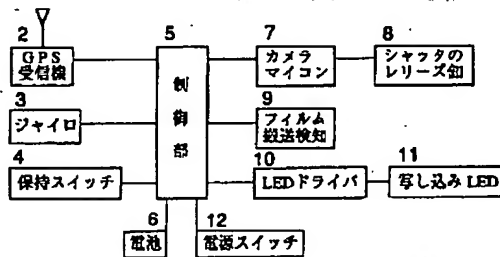 2
GPS
受信機
3
ジャイロ
4
保持スイッチ
5
制
御
部
6
電池
12
電源スイッチ
7
カメラ
マイコン
8
シャッタの
レリーズ釦
9
フィルム
搬送検知
10
LEDドライバ
11
写し込みLED